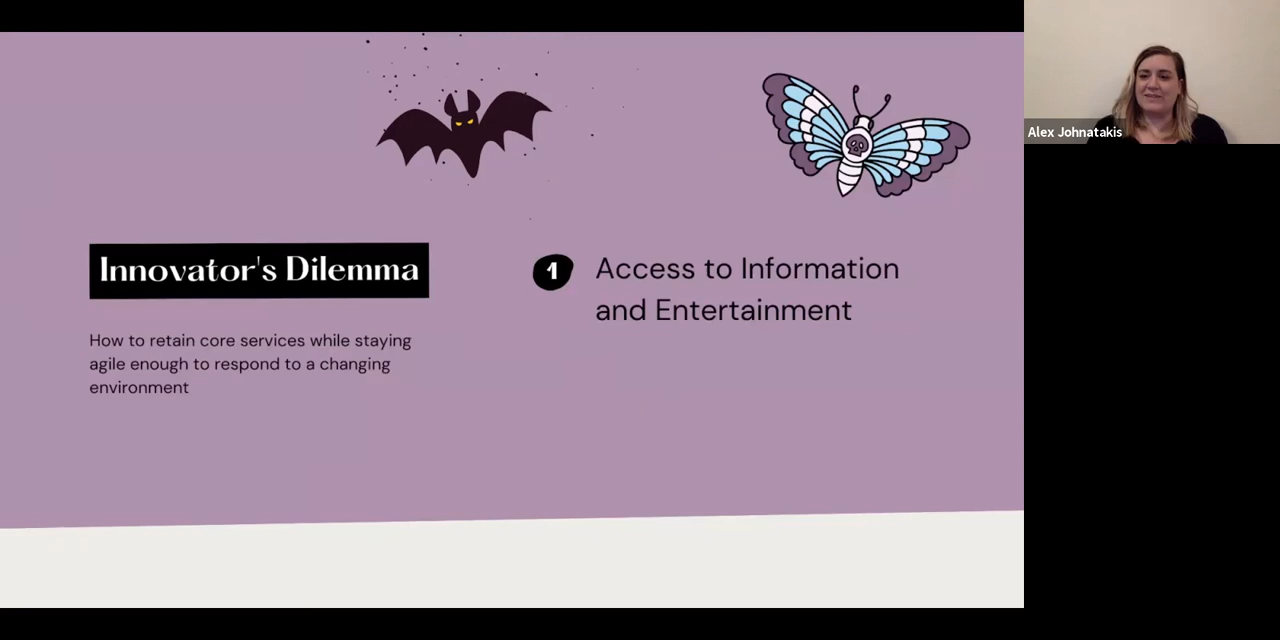 Innovator's Dilemma
How to retain core services while staying
agile enough to respond to a changing
environment
1
Access to Information
and Entertainment
Alex Johnatakis